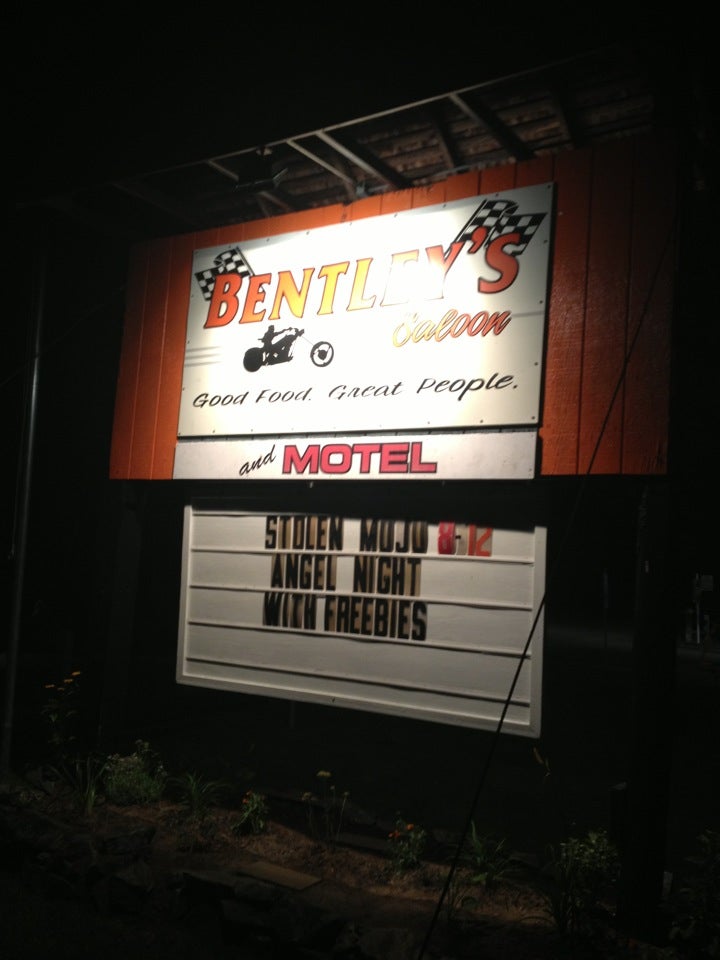 BENTLEY'S
Saloon
Good Food. Great People.
and MOTEL
STOLEN MOJO 8-12
ANGEL NIGHT
WITH FREEBIES